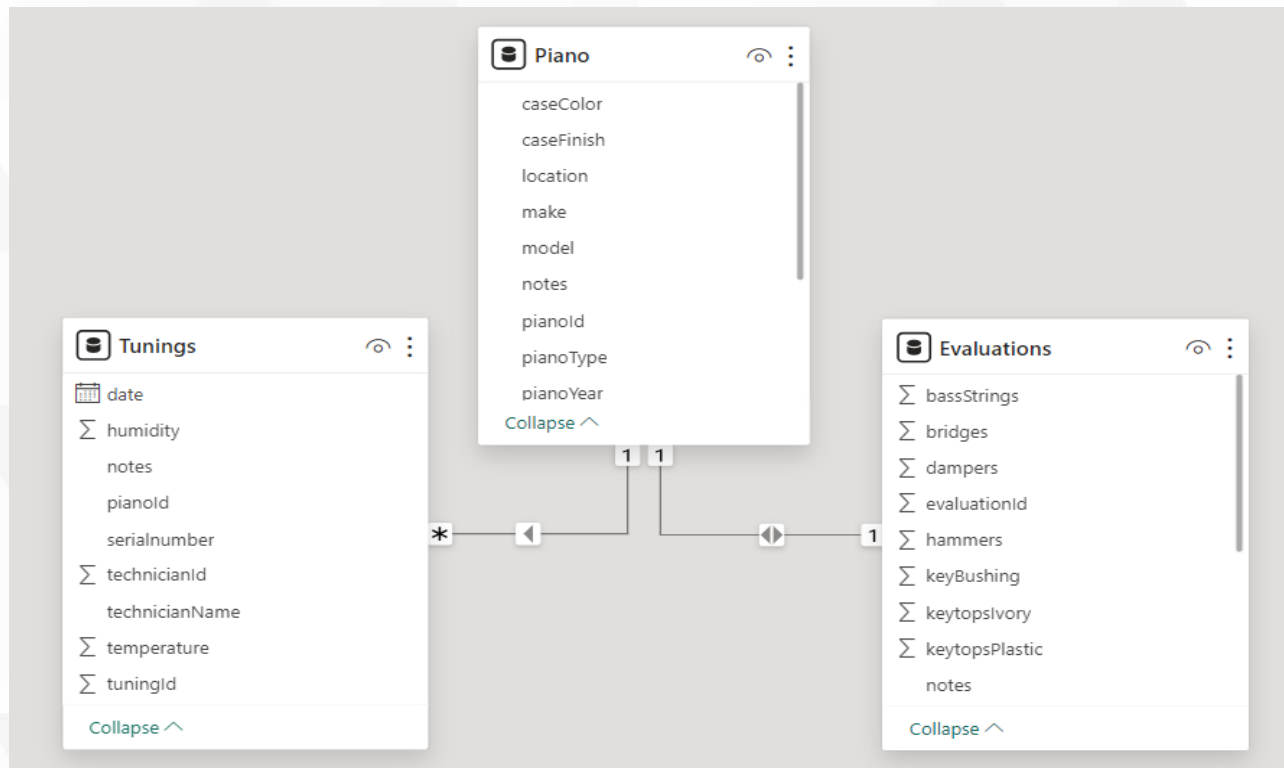 Piano
caseColor
caseFinish
location
make
model
notes
pianoId
pianoType
pianoYear
Collapse
Tunings
date
humidity
notes
pianoId
serialnumber
technicianId
technicianName
temperature
tuningId
Collapse
Evaluations
bassStrings
bridges
dampers
evaluationId
hammers
keyBushing
keytopsIvory
keytopsPlastic
notes
Collapse
1 1
*
1